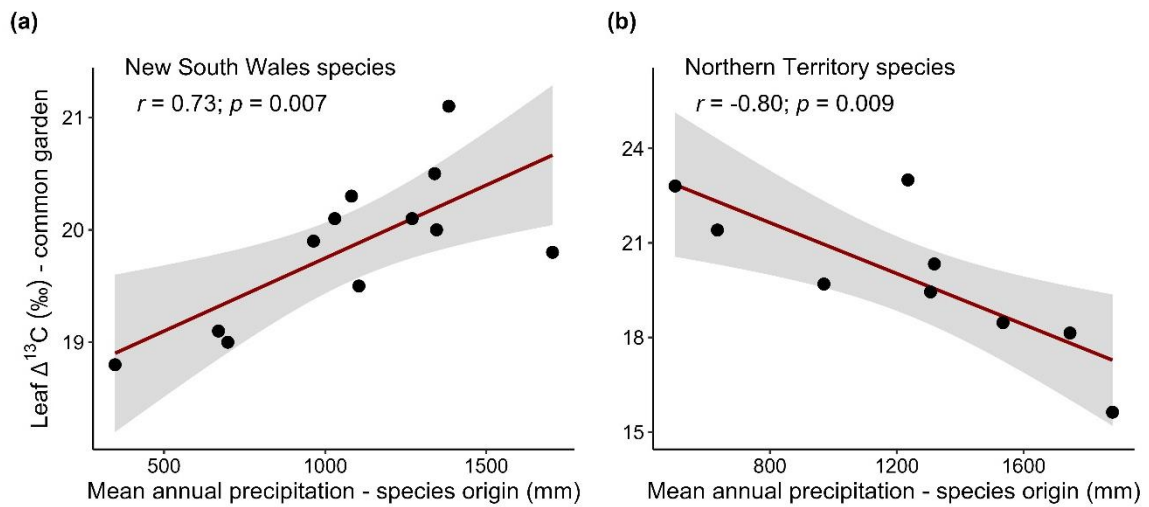 (a)
New South Wales species
r = 0.73; p = 0.007
Leaf Δ¹³C (‰) - common garden
21
20
19
500
1000
1500
Mean annual precipitation - species origin (mm)
(b)
Northern Territory species
r = -0.80; p = 0.009
24
21
18
15
800
1200
1600
Mean annual precipitation - species origin (mm)